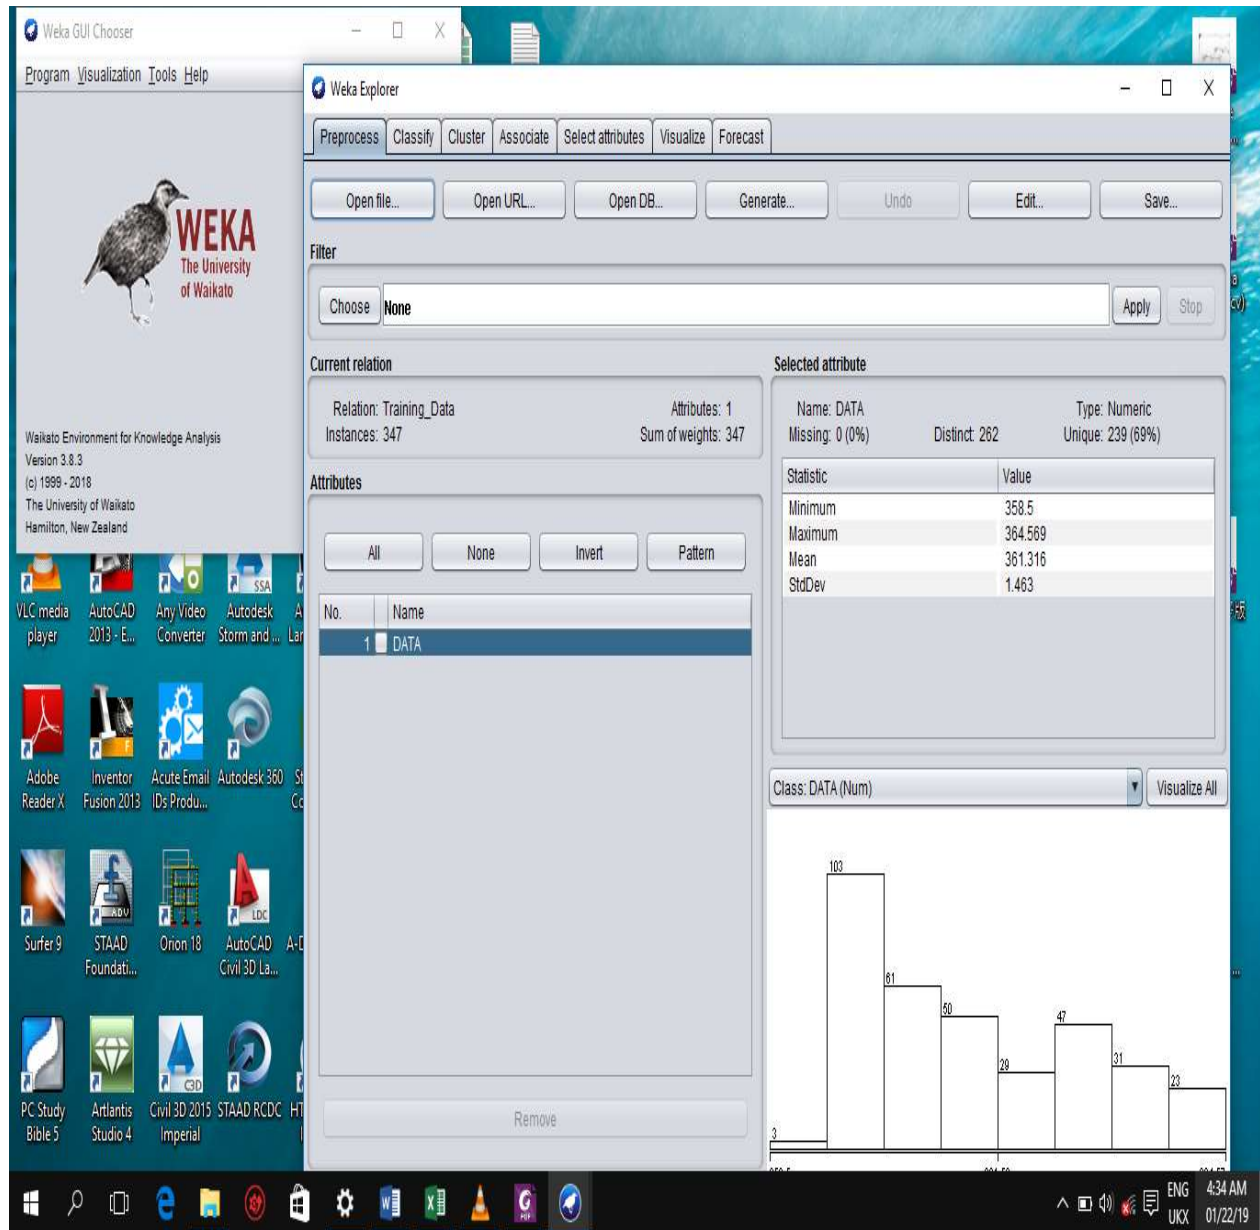 Weka GUI Chooser
Program Visualization Tools Help
WEKA
The University
of Waikato
Waikato Environment for Knowledge Analysis
Version 3.8.3
(c) 1999 - 2018
The University of Waikato
Hamilton, New Zealand
Weka Explorer
Preprocess Classify Cluster Associate Select attributes Visualize Forecast
Open file... Open URL... Open DB... Generate... Undo Edit... Save...
Filter
Choose None Apply Stop
Current relation
Relation: Training_Data Attributes: 1
Instances: 347 Sum of weights: 347
Attributes
All None Invert Pattern
No. Name
1 DATA
Remove
Selected attribute
Name: DATA Type: Numeric
Missing: 0 (0%) Distinct: 262 Unique: 239 (69%)
Statistic Value
Minimum 358.5
Maximum 364.569
Mean 361.316
StdDev 1.463
Class: DATA (Num) Visualize All
3
103
61
50
29
47
31
23
SSA
VLC media
player
AutoCAD
2013 - E...
Any Video
Converter
Autodesk
Storm and ...
Adobe
Reader X
Inventor
Fusion 2013
Acute Email
IDs Produ...
Autodesk 360
ADV
LDC
Surfer 9
STAAD
Foundati...
Orion 18
AutoCAD
Civil 3D La...
C3D
PC Study
Bible 5
Artlantis
Studio 4
Civil 3D 2015
Imperial
STAAD RCDC
ENG
UKX
4:34 AM
01/22/19